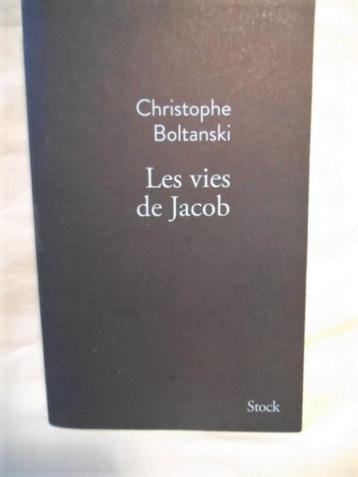 Christophe
Boltanski
Les vies
de Jacob
Stock